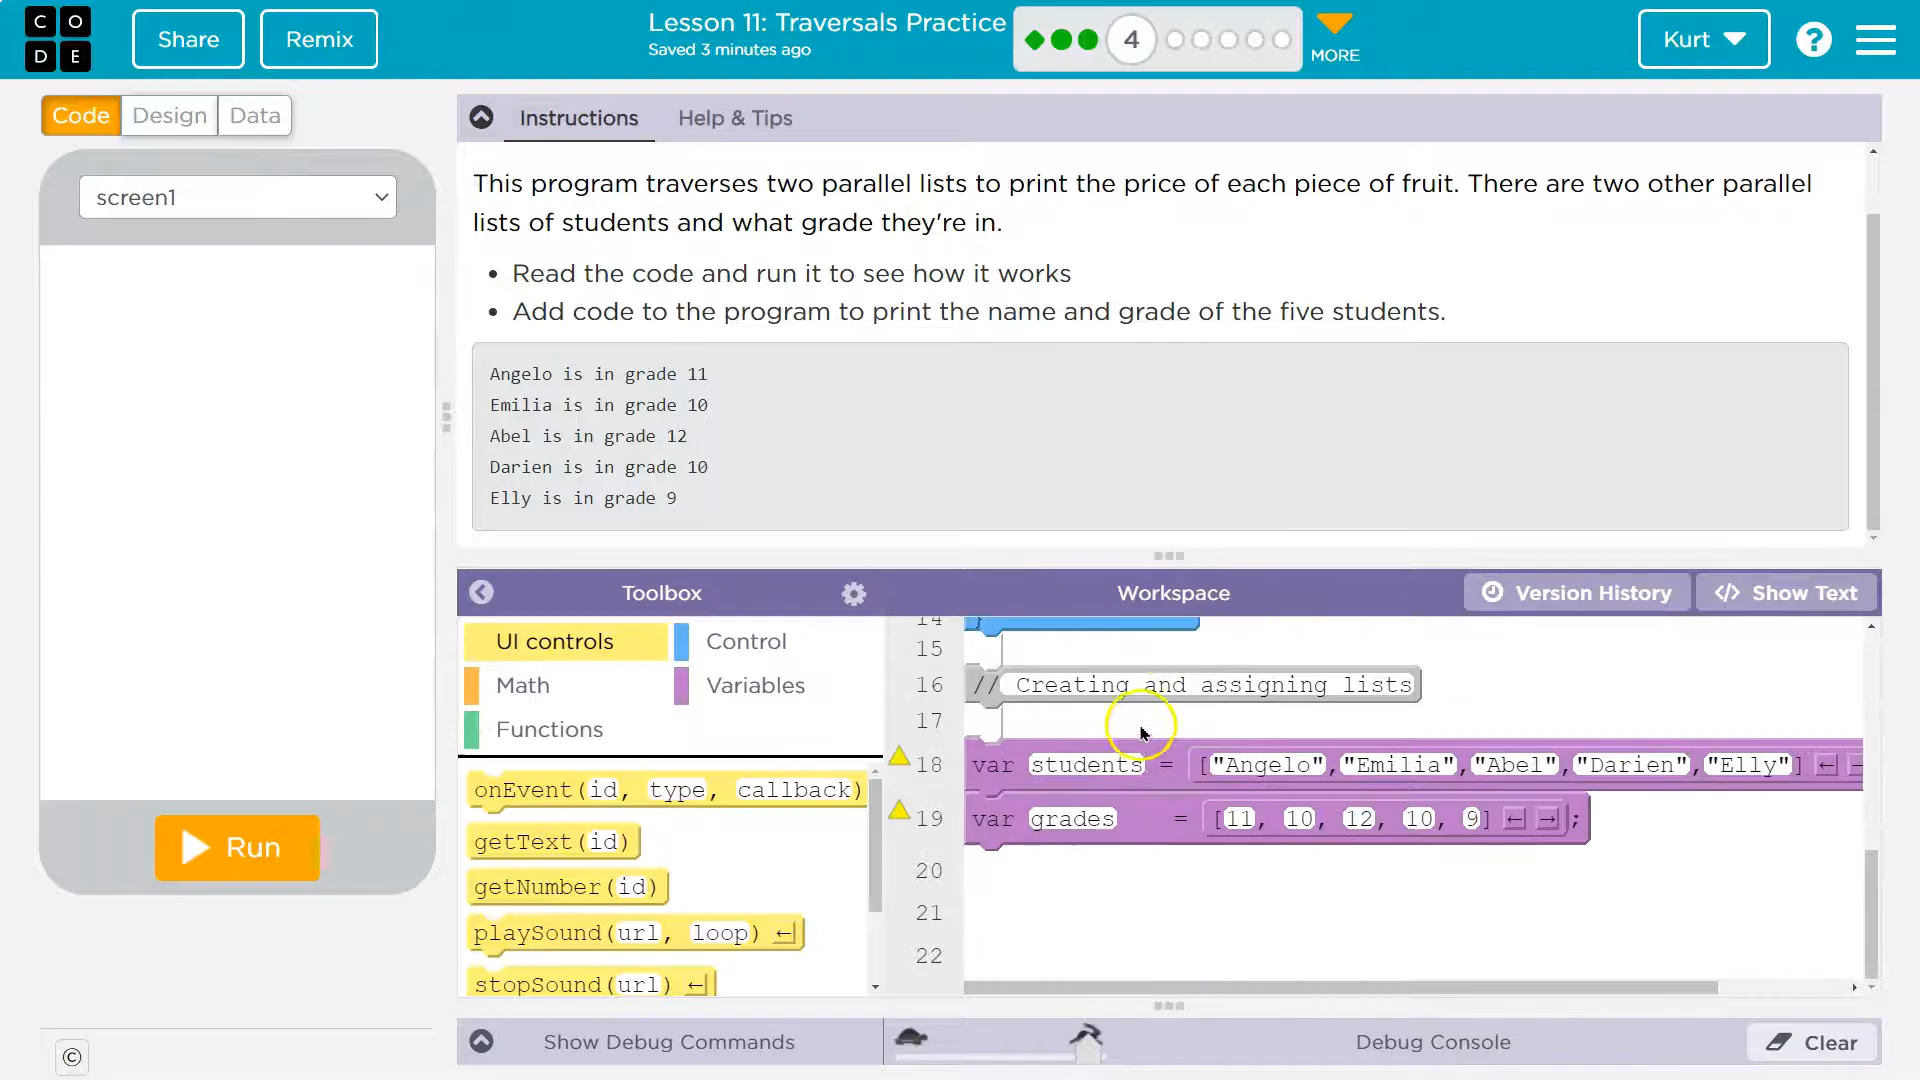 CODE
Share
Remix
Lesson 11: Traversals Practice
Saved 3 minutes ago
4
MORE
Kurt
?
Code
Design
Data
Instructions
Help & Tips
screen1
This program traverses two parallel lists to print the price of each piece of fruit. There are two other parallel
lists of students and what grade they're in.
• Read the code and run it to see how it works
• Add code to the program to print the name and grade of the five students.
Angelo is in grade 11
Emilia is in grade 10
Abel is in grade 12
Darien is in grade 10
Elly is in grade 9
Toolbox
Workspace
Version History
</> Show Text
UI controls
Control
Math
Variables
Functions
onEvent(id, type, callback)
getText(id)
getNumber(id)
playSound(url, loop) ←
stopSound(url) ←
14 }
15
16 // Creating and assigning lists
17
18 var students = ["Angelo","Emilia","Abel","Darien","Elly"] ←
19 var grades = [11, 10, 12, 10, 9] ← → ;
20
21
22
Run
©
Show Debug Commands
Debug Console
Clear